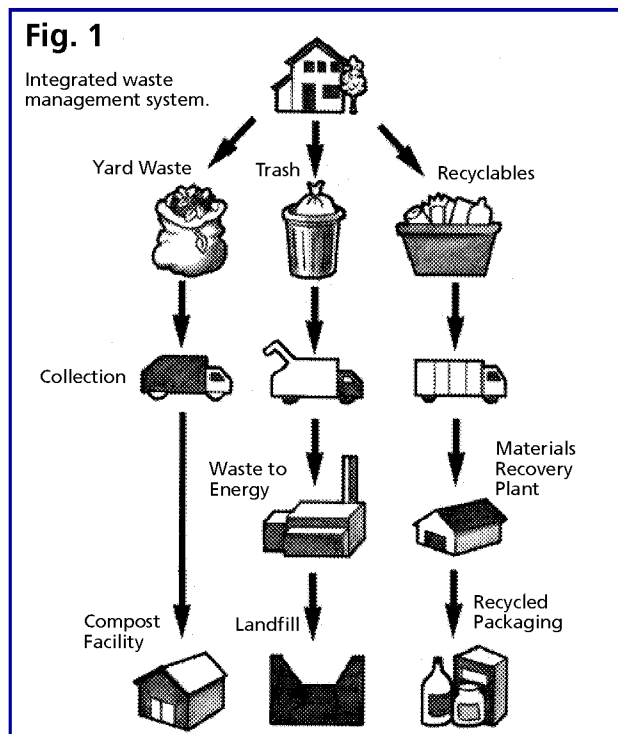 Fig. 1
Integrated waste
management system.
Yard Waste
Trash
Recyclables
Collection
Waste to
Energy
Materials
Recovery
Plant
Compost
Facility
Landfill
Recycled
Packaging